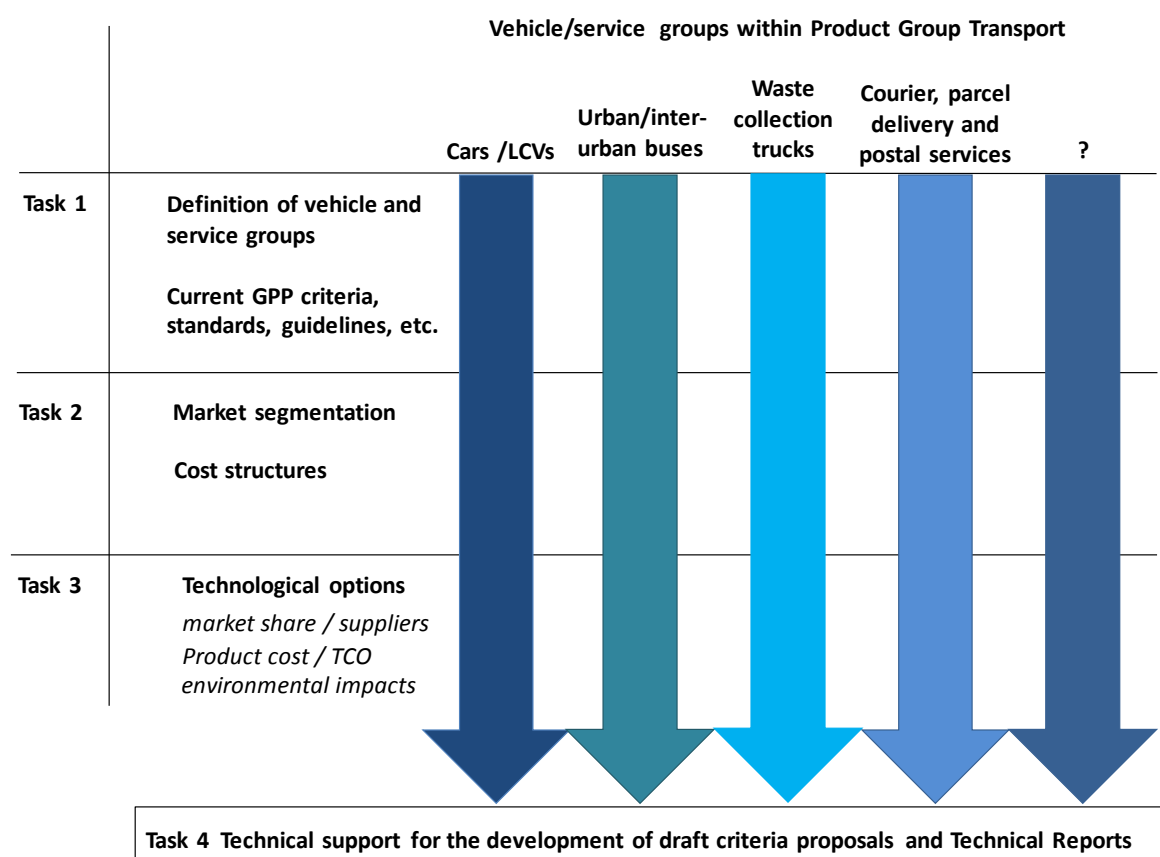 Vehicle/service groups within Product Group Transport
Cars /LCVs
Urban/inter-
urban buses
Waste
collection
trucks
Courier, parcel
delivery and
postal services
?
Task 1
Definition of vehicle and
service groups
Current GPP criteria,
standards, guidelines, etc.
Task 2
Market segmentation
Cost structures
Task 3
Technological options
market share / suppliers
Product cost / TCO
environmental impacts
Task 4 Technical support for the development of draft criteria proposals and Technical Reports